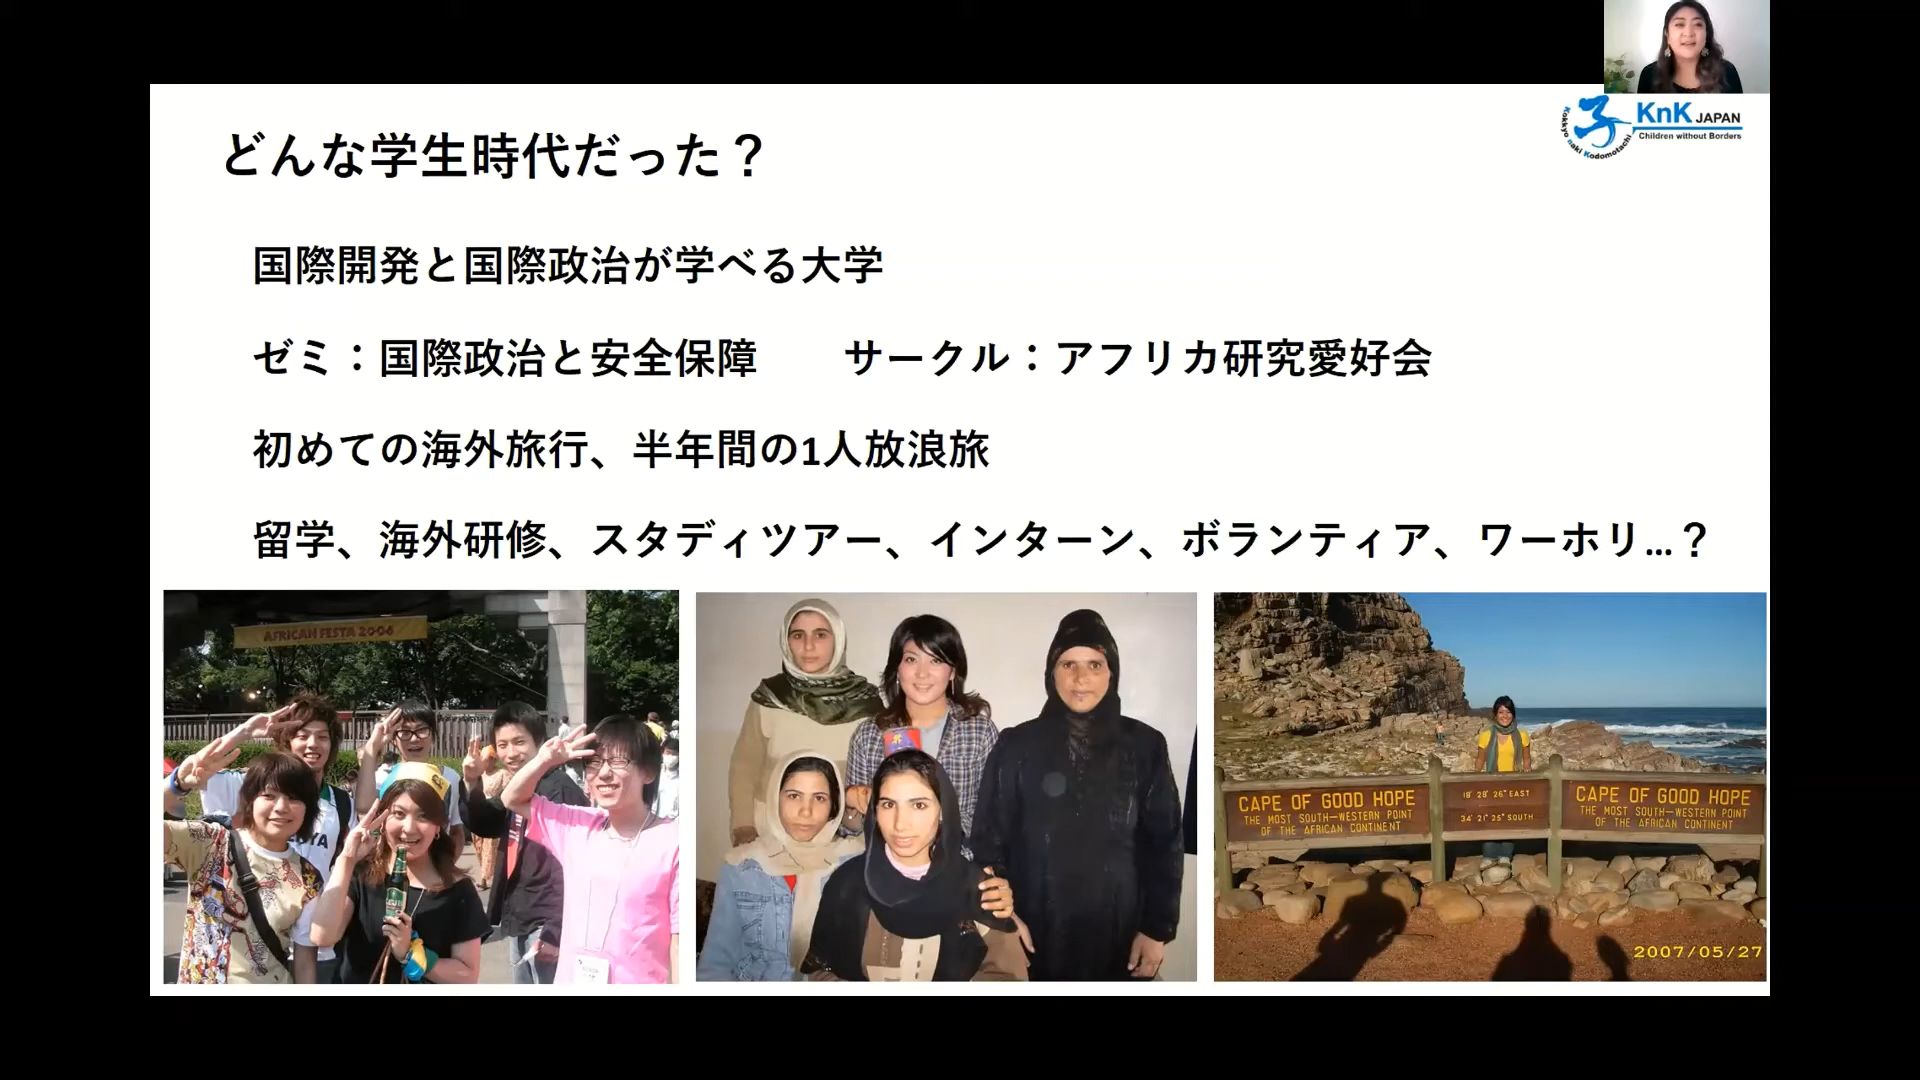 KnK JAPAN
Children without Borders
Kokkyo naki Kodomotachi
どんな学生時代だった？
国際開発と国際政治が学べる大学
ゼミ：国際政治と安全保障　　サークル：アフリカ研究愛好会
初めての海外旅行、半年間の1人放浪旅
留学、海外研修、スタディツアー、インターン、ボランティア、ワーホリ...？
AFRICAN FESTA 2006
CAPE OF GOOD HOPE
THE MOST SOUTH-WESTERN POINT
OF THE AFRICAN CONTINENT
18° 28' 26" EAST
34° 21' 25" SOUTH
CAPE OF GOOD HOPE
THE MOST SOUTH-WESTERN POINT
OF THE AFRICAN CONTINENT
2007/05/27